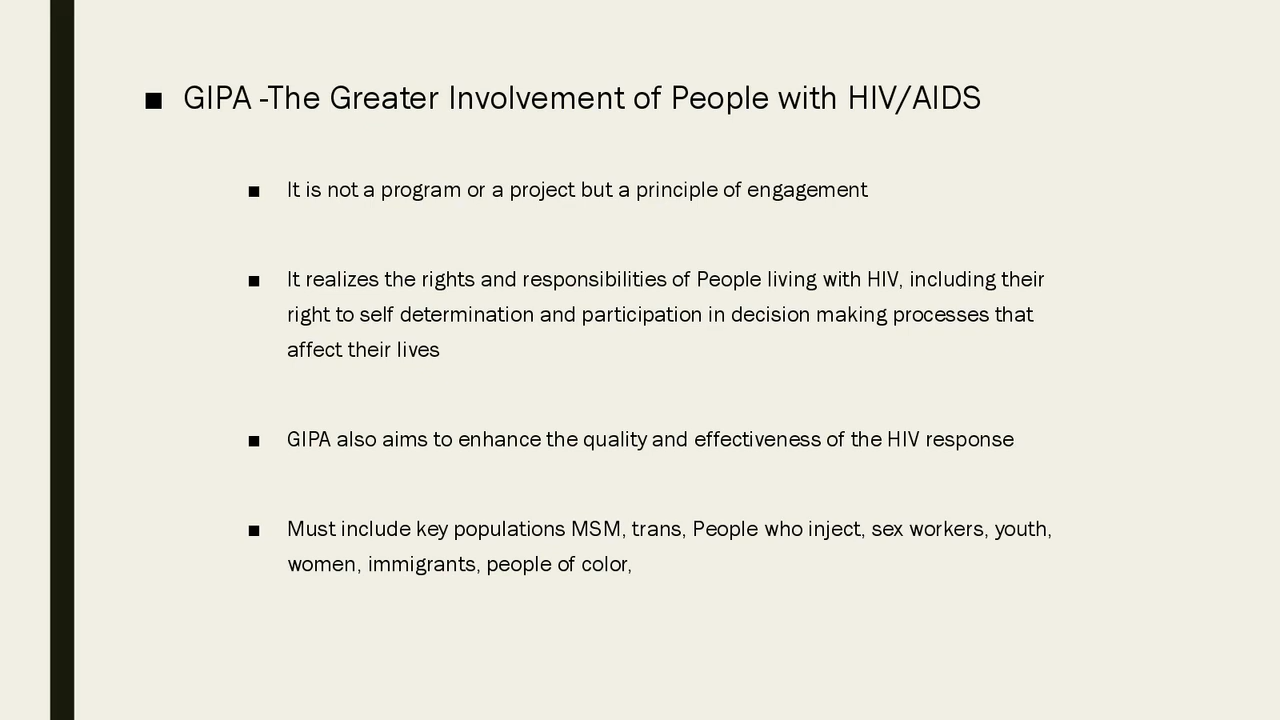 ■ GIPA -The Greater Involvement of People with HIV/AIDS
■ It is not a program or a project but a principle of engagement
■ It realizes the rights and responsibilities of People living with HIV, including their
right to self determination and participation in decision making processes that
affect their lives
■ GIPA also aims to enhance the quality and effectiveness of the HIV response
■ Must include key populations MSM, trans, People who inject, sex workers, youth,
women, immigrants, people of color,